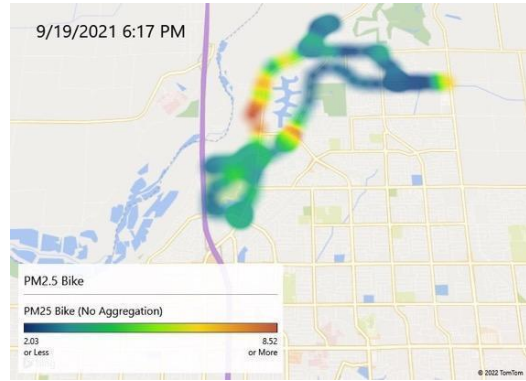 9/19/2021 6:17 PM
PM2.5 Bike
PM25 Bike (No Aggregation)
2.03
8.52
or Less
or More
© 2022 TomTom